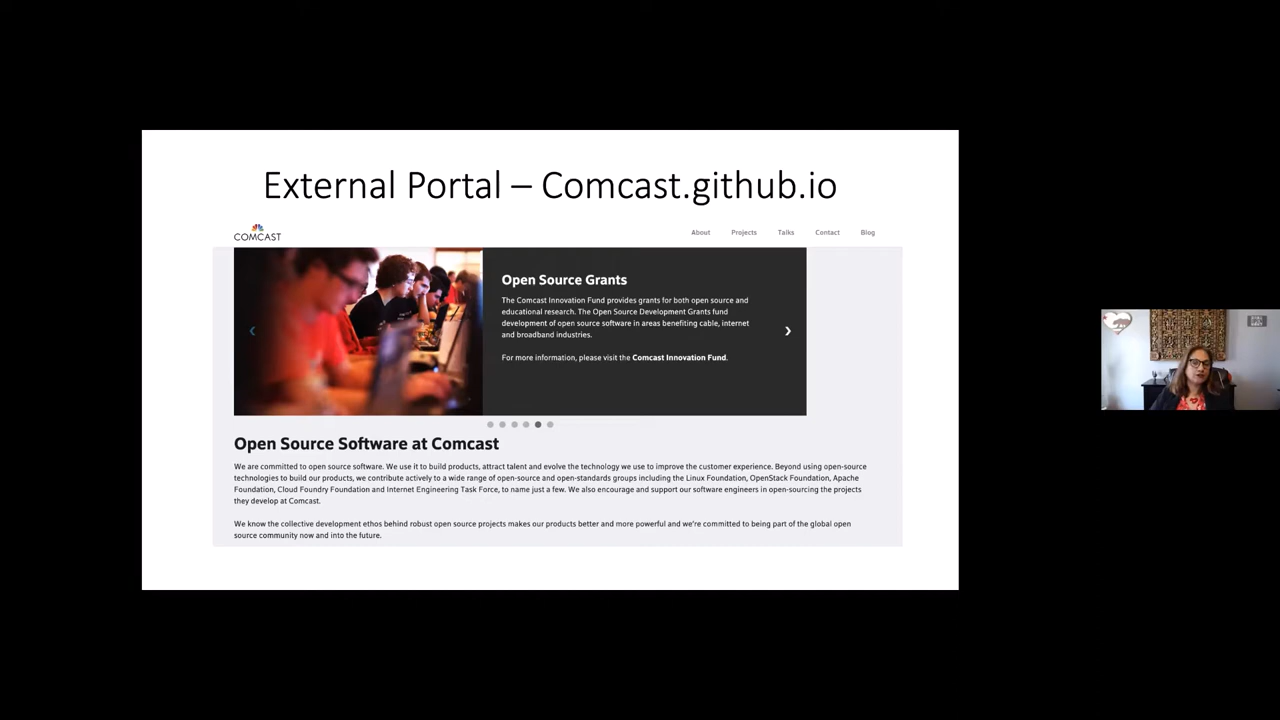 External Portal – Comcast.github.io
COMCAST
About Projects Talks Contact Blog
Open Source Grants
The Comcast Innovation Fund provides grants for both open source and
educational research. The Open Source Development Grants fund
development of open source software in areas benefiting cable, internet
and broadband industries.
For more information, please visit the Comcast Innovation Fund.
Open Source Software at Comcast
We are committed to open source software. We use it to build products, attract talent and evolve the technology we use to improve the customer experience. Beyond using open-source
technologies to build our products, we contribute actively to a wide range of open-source and open-standards groups including the Linux Foundation, OpenStack Foundation, Apache
Foundation, Cloud Foundry Foundation and Internet Engineering Task Force, to name just a few. We also encourage and support our software engineers in open-sourcing the projects
they develop at Comcast.
We know the collective development ethos behind robust open source projects makes our products better and more powerful and we're committed to being part of the global open
source community now and into the future.